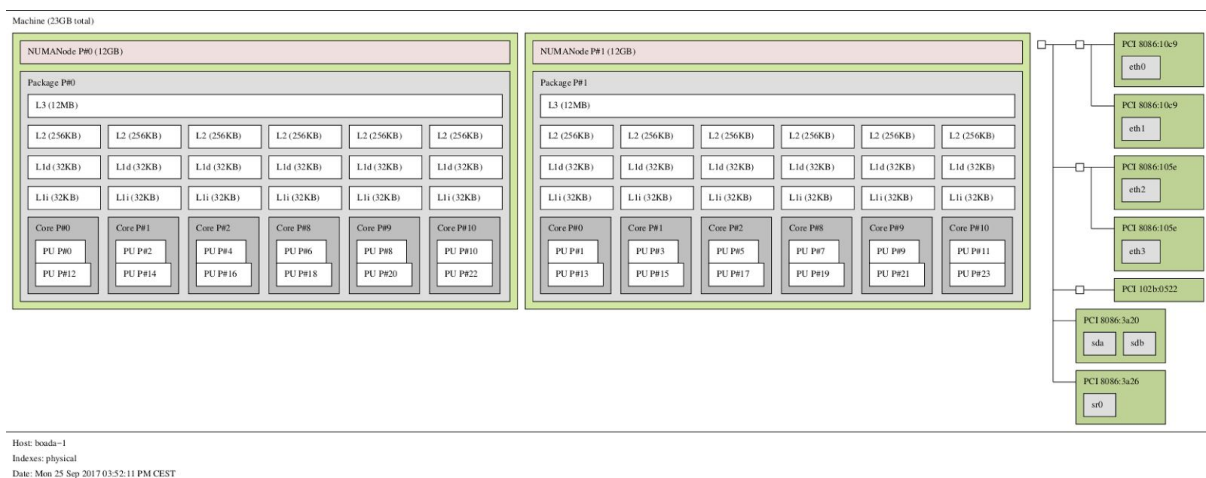 Machine (23GB total)
NUMANode P#0 (12GB)
Package P#0
L3 (12MB)
L2 (256KB) L2 (256KB) L2 (256KB) L2 (256KB) L2 (256KB) L2 (256KB)
L1d (32KB) L1d (32KB) L1d (32KB) L1d (32KB) L1d (32KB) L1d (32KB)
L1i (32KB) L1i (32KB) L1i (32KB) L1i (32KB) L1i (32KB) L1i (32KB)
Core P#0 Core P#1 Core P#2 Core P#8 Core P#9 Core P#10
PU P#0 PU P#2 PU P#4 PU P#6 PU P#8 PU P#10
PU P#12 PU P#14 PU P#16 PU P#18 PU P#20 PU P#22
NUMANode P#1 (12GB)
Package P#1
L3 (12MB)
L2 (256KB) L2 (256KB) L2 (256KB) L2 (256KB) L2 (256KB) L2 (256KB)
L1d (32KB) L1d (32KB) L1d (32KB) L1d (32KB) L1d (32KB) L1d (32KB)
L1i (32KB) L1i (32KB) L1i (32KB) L1i (32KB) L1i (32KB) L1i (32KB)
Core P#0 Core P#1 Core P#2 Core P#8 Core P#9 Core P#10
PU P#1 PU P#3 PU P#5 PU P#7 PU P#9 PU P#11
PU P#13 PU P#15 PU P#17 PU P#19 PU P#21 PU P#23
PCI 8086:10c9
eth0
PCI 8086:10c9
eth1
PCI 8086:105e
eth2
PCI 8086:105e
eth3
PCI 102b:0522
PCI 8086:3a20
sda sdb
PCI 8086:3a26
sr0
Host: boada-1
Indexes: physical
Date: Mon 25 Sep 2017 03:52:11 PM CEST